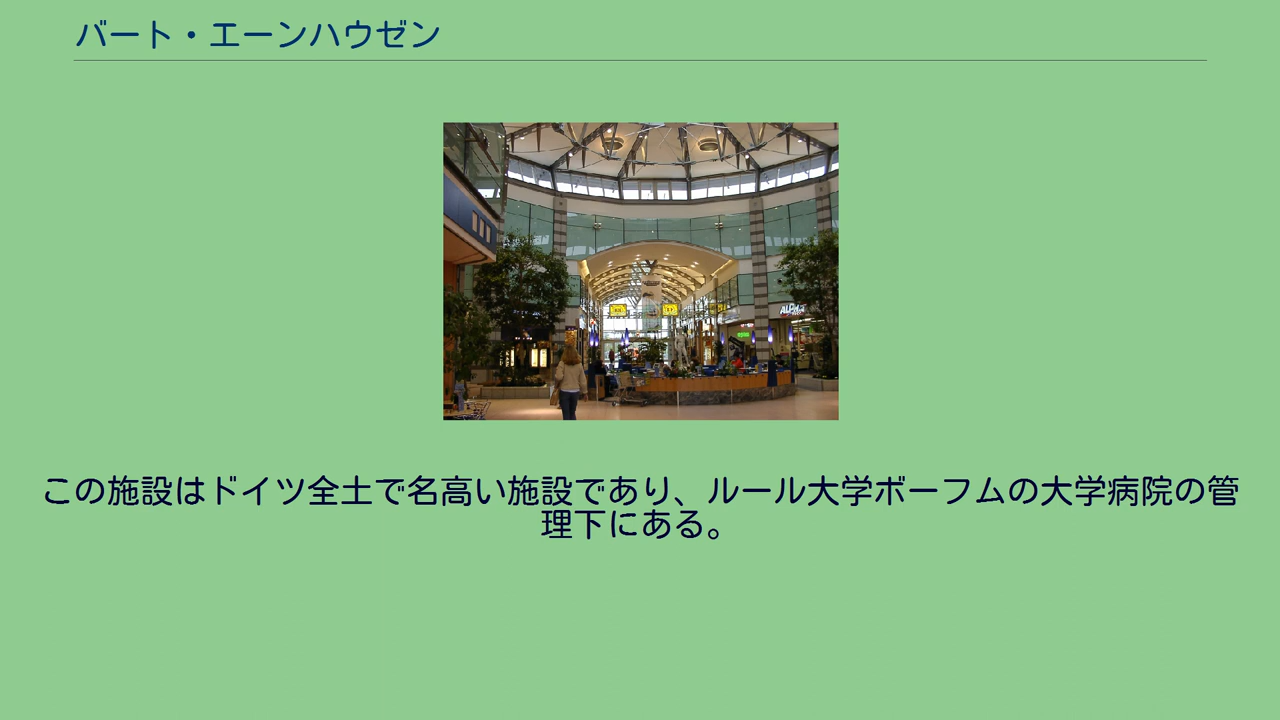 バート・エーンハウゼン
この施設はドイツ全土で名高い施設であり、ルール大学ボーフムの大学病院の管
理下にある。